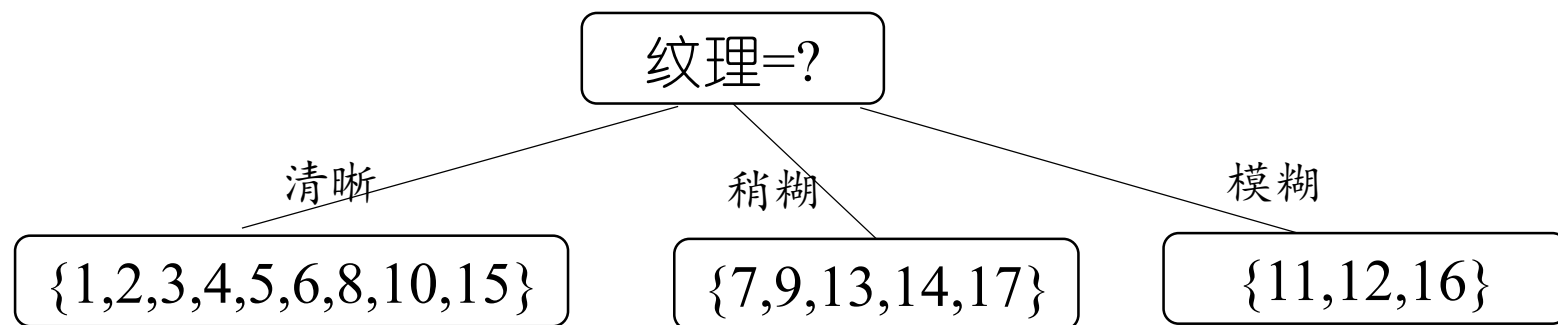 纹理=?
清晰
稍糊
模糊
{1,2,3,4,5,6,8,10,15}
{7,9,13,14,17}
{11,12,16}